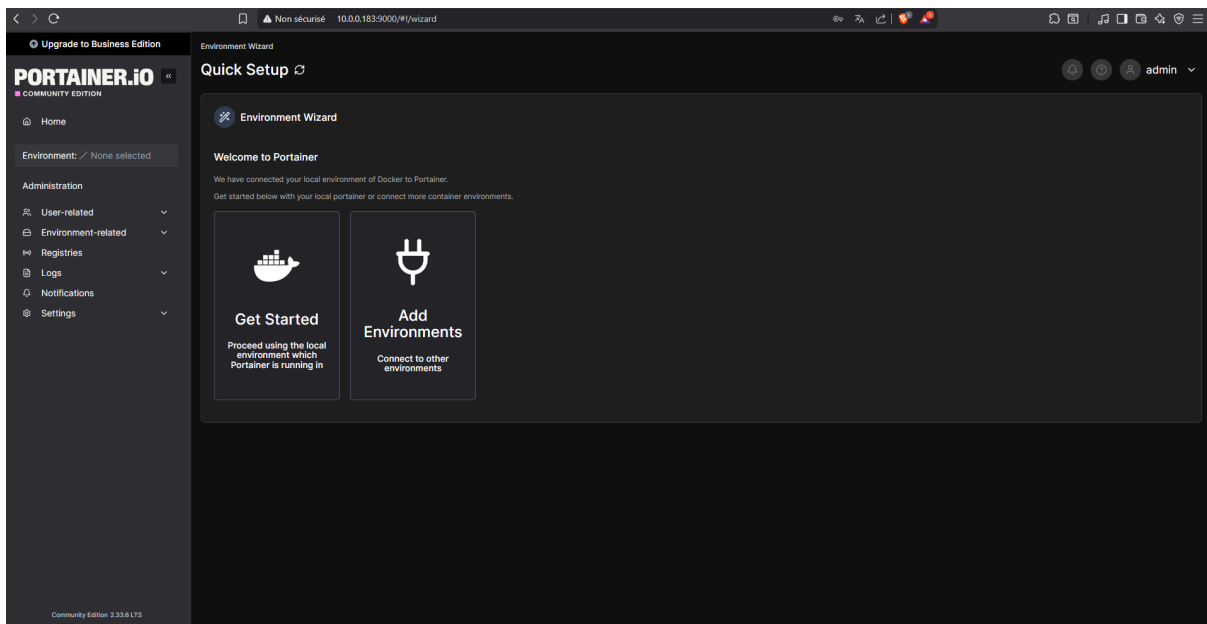 Non sécurisé 10.0.0.183:9000/#!/wizard
Upgrade to Business Edition
PORTAINER.iO
COMMUNITY EDITION
Home
Environment: None selected
Administration
User-related
Environment-related
Registries
Logs
Notifications
Settings
Community Edition 2.33.6 LTS
Environment Wizard
Quick Setup
admin
Environment Wizard
Welcome to Portainer
We have connected your local environment of Docker to Portainer.
Get started below with your local portainer or connect more container environments.
Get Started
Proceed using the local
environment which
Portainer is running in
Add
Environments
Connect to other
environments